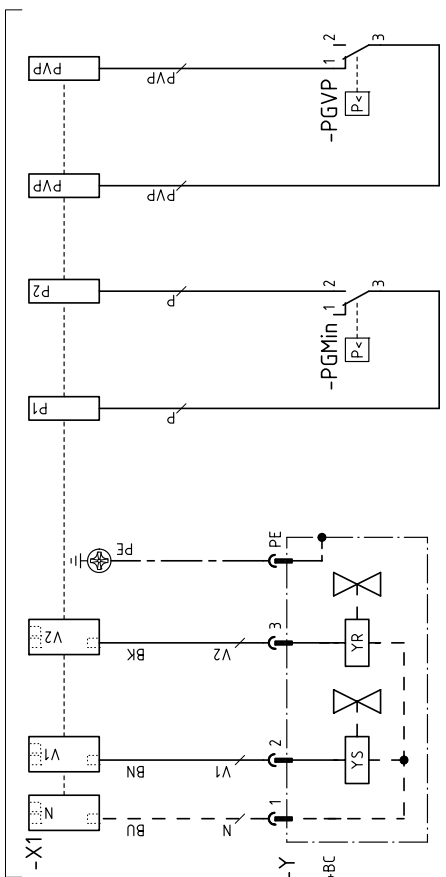 -X1
PVP
PVP
P2
P1
V2
V1
N
PVP
PVP
P
P
PE
BK
BN
BU
V2
V1
N
-PGVP
P<
1
2
3
-PGMin
P<
1
2
3
PE
3
2
1
YR
YS
-Y
+BC